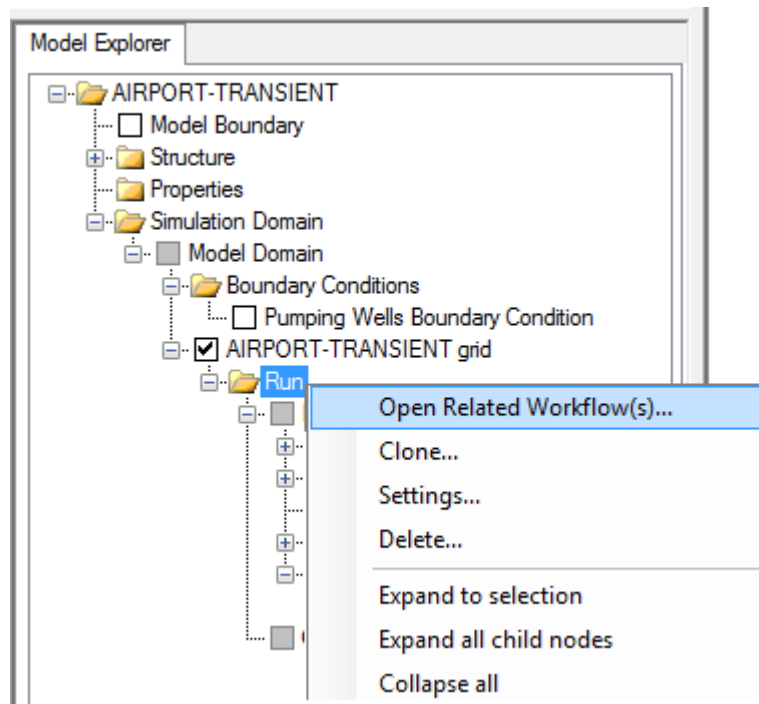 Model Explorer
AIRPORT-TRANSIENT
Model Boundary
Structure
Properties
Simulation Domain
Model Domain
Boundary Conditions
Pumping Wells Boundary Condition
AIRPORT-TRANSIENT grid
Run
Open Related Workflow(s)...
Clone...
Settings...
Delete...
Expand to selection
Expand all child nodes
Collapse all